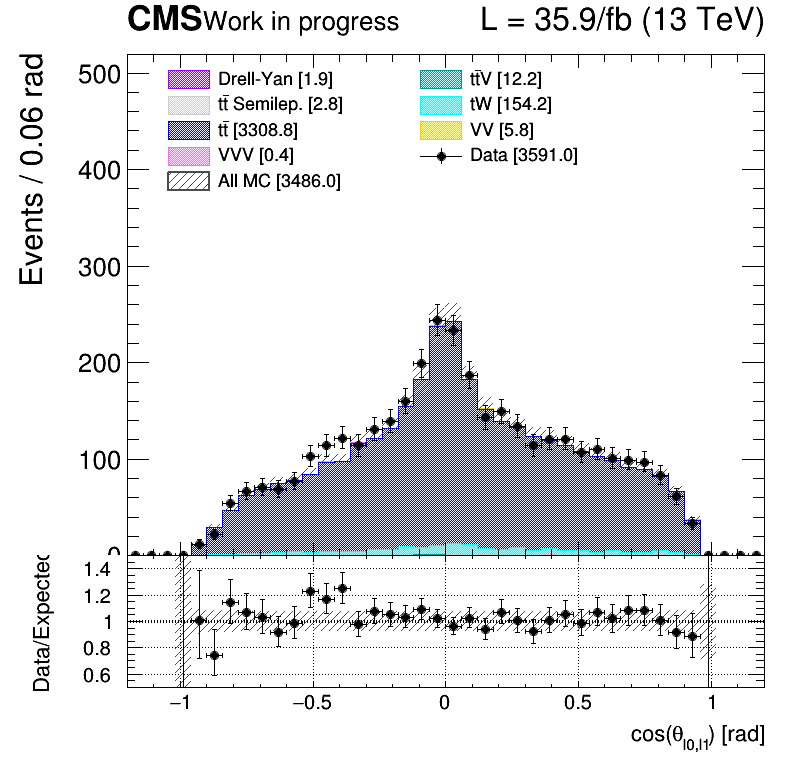 CMS Work in progress L = 35.9/fb (13 TeV)
Events / 0.06 rad
500
400
300
200
100
0
Drell-Yan [1.9]
tt̄ Semilep. [2.8]
tt̄ [3308.8]
VVV [0.4]
All MC [3486.0]
tt̄V [12.2]
tW [154.2]
VV [5.8]
Data [3591.0]
Data/Expected
1.4
1.2
1
0.8
0.6
−1 −0.5 0 0.5 1
cos(θl0,l1) [rad]